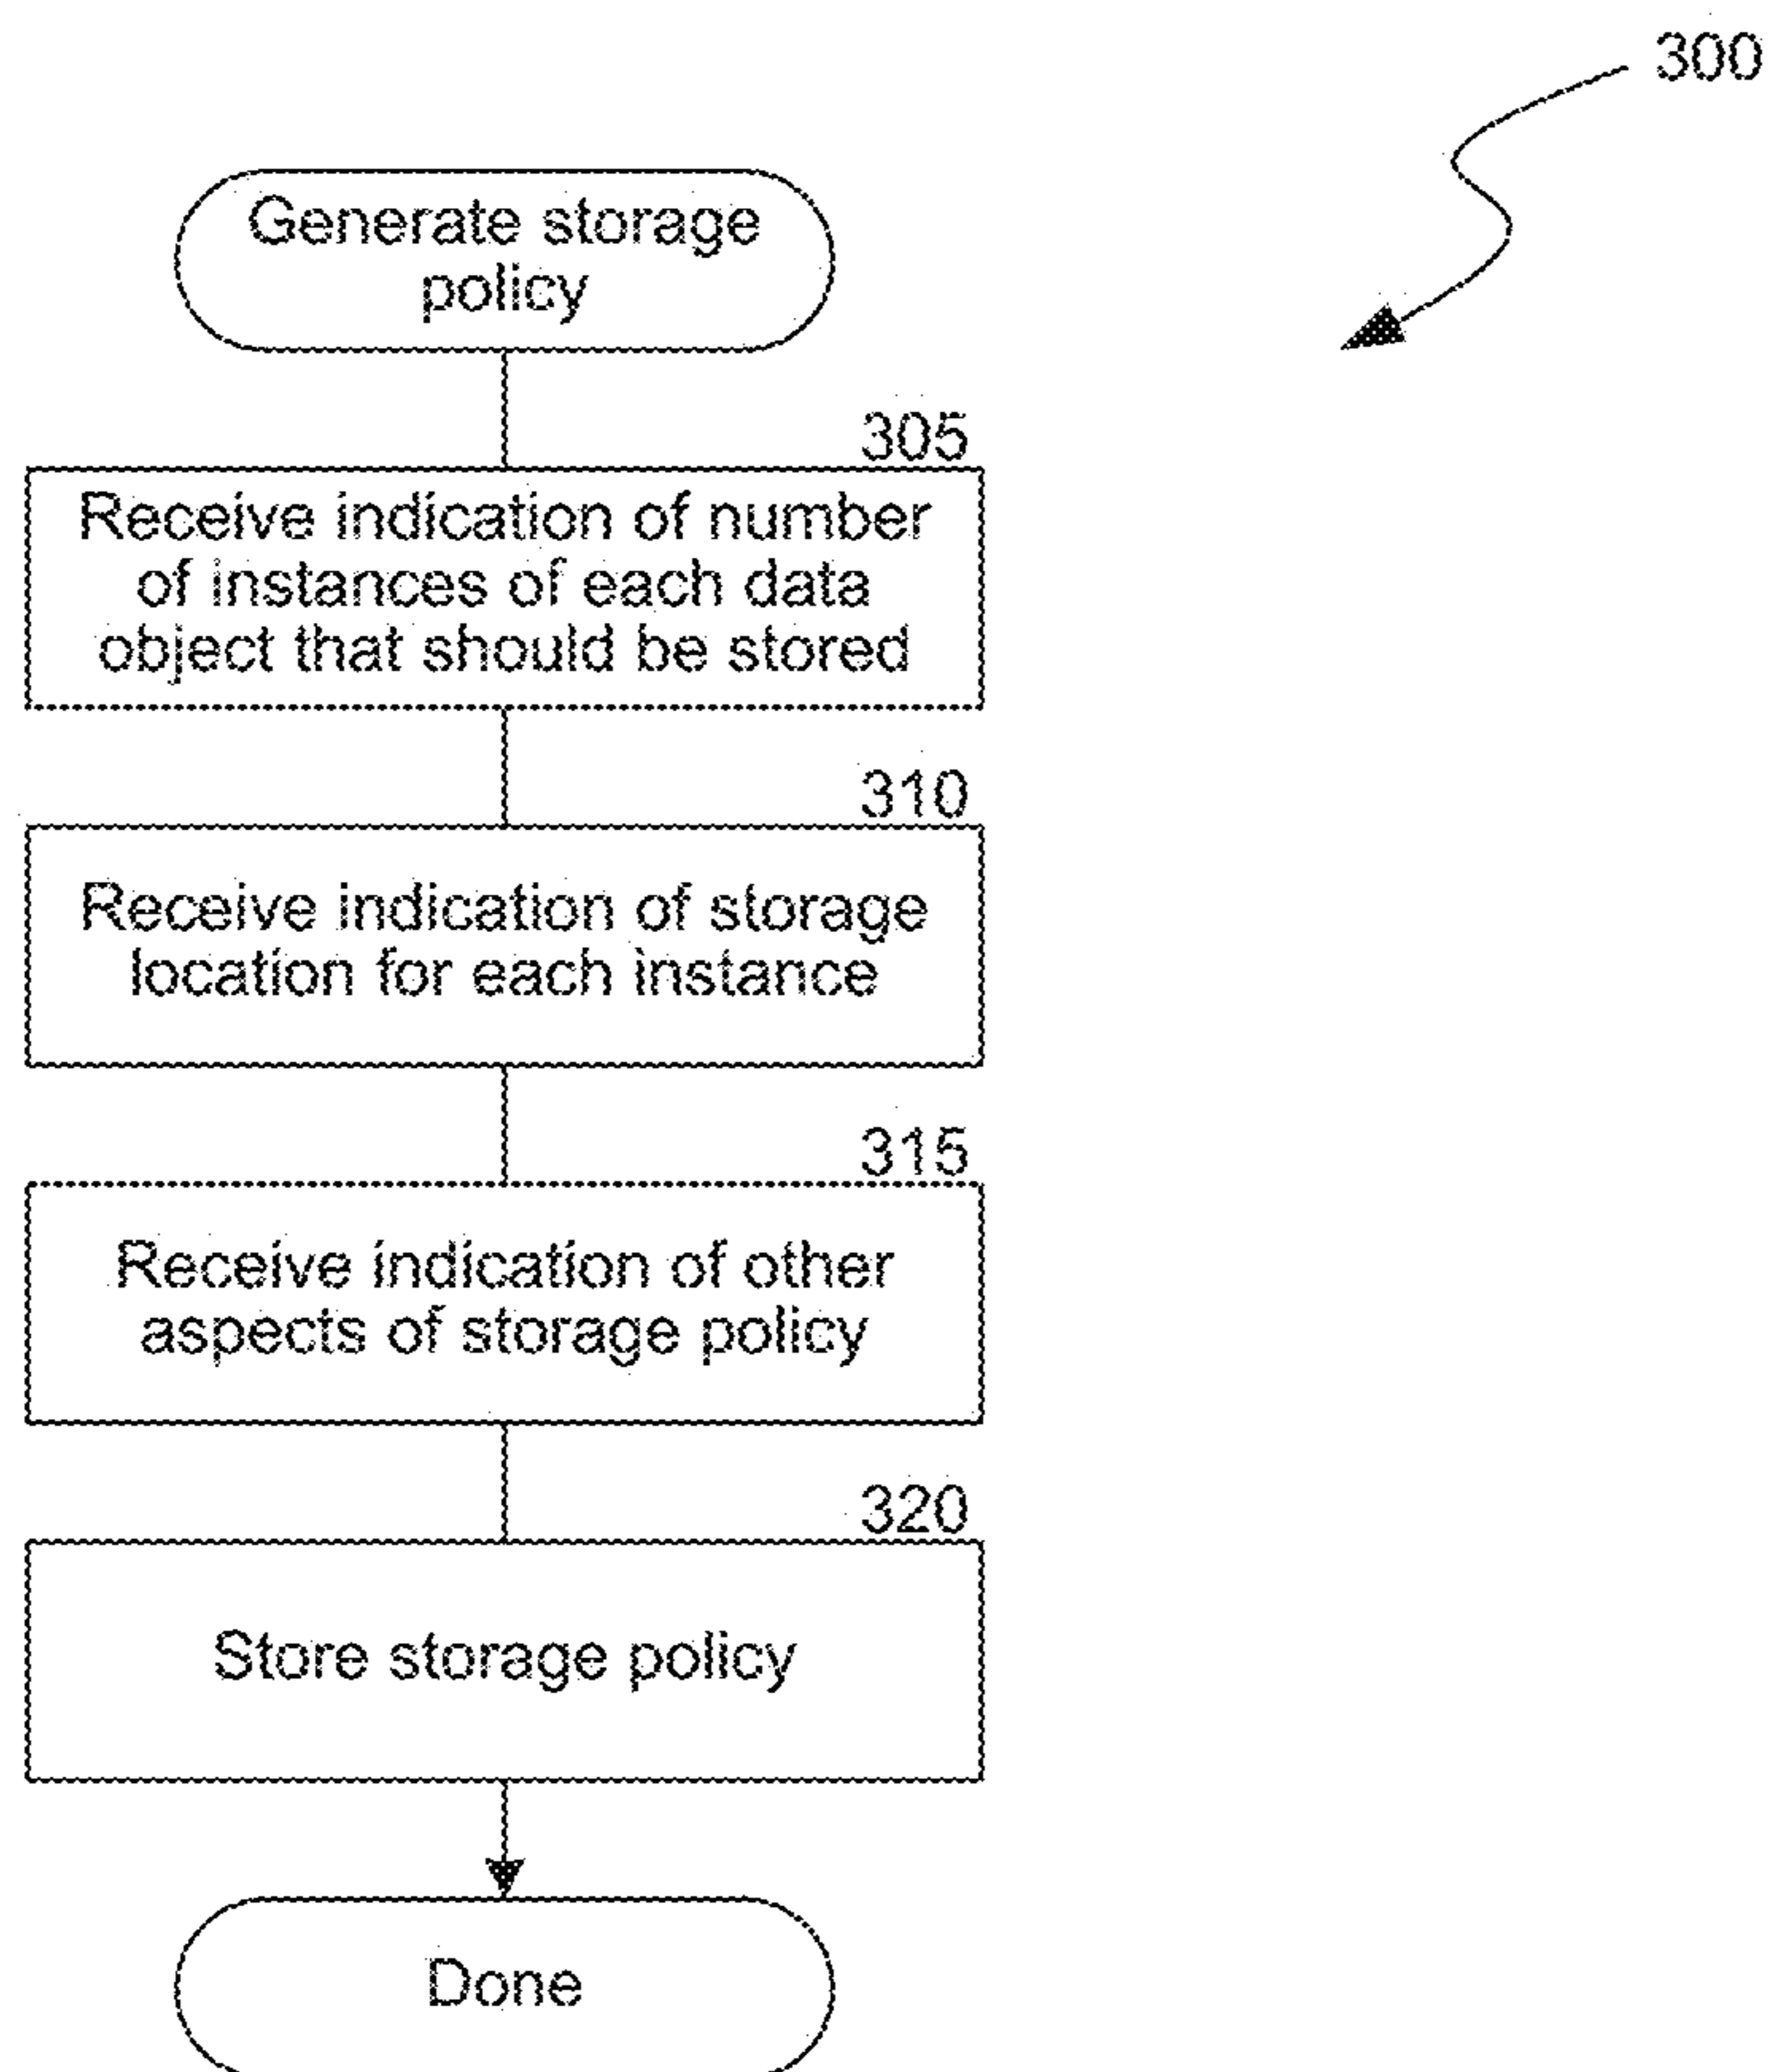 300
Generate storage
policy
305
Receive indication of number
of instances of each data
object that should be stored
310
Receive indication of storage
location for each instance
315
Receive indication of other
aspects of storage policy
320
Store storage policy
Done